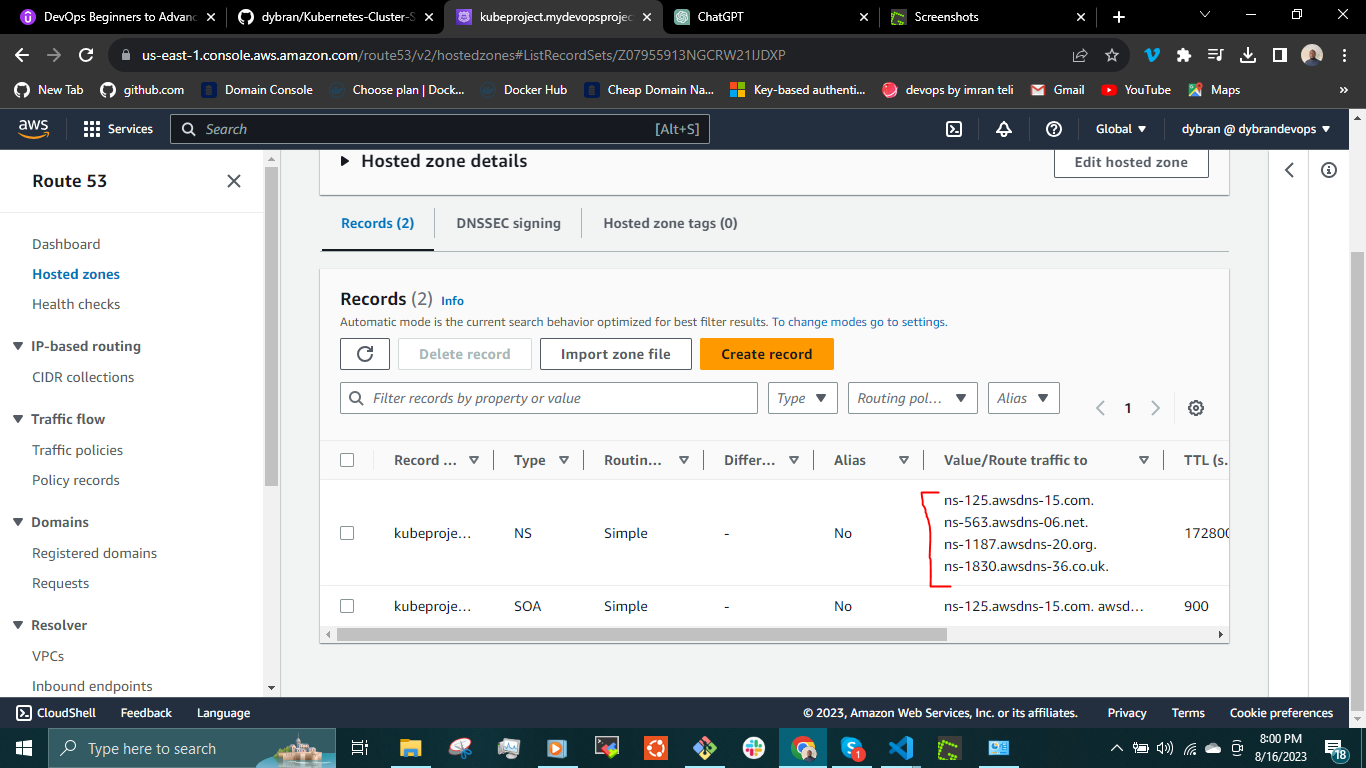 DevOps Beginners to Advanc
dybran/Kubernetes-Cluster-S
kubeproject.mydevopsprojec
ChatGPT
Screenshots
us-east-1.console.aws.amazon.com/route53/v2/hostedzones#ListRecordSets/Z07955913NGCRW21IJDXP
New Tab
github.com
Domain Console
Choose plan | Dock...
Docker Hub
Cheap Domain Na...
Key-based authenti...
devops by imran teli
Gmail
YouTube
Maps
»
aws
Services
Search
[Alt+S]
Global
dybran @ dybrandevops
Route 53
Dashboard
Hosted zones
Health checks
IP-based routing
CIDR collections
Traffic flow
Traffic policies
Policy records
Domains
Registered domains
Requests
Resolver
VPCs
Inbound endpoints
Hosted zone details
Edit hosted zone
Records (2)
DNSSEC signing
Hosted zone tags (0)
Records (2) Info
Automatic mode is the current search behavior optimized for best filter results. To change modes go to settings.
Delete record
Import zone file
Create record
Filter records by property or value
Type
Routing pol...
Alias
1
Record ...
Type
Routin...
Differ...
Alias
Value/Route traffic to
TTL (s.
kubeproje...
NS
Simple
-
No
ns-125.awsdns-15.com.
ns-563.awsdns-06.net.
ns-1187.awsdns-20.org.
ns-1830.awsdns-36.co.uk.
172800
kubeproje...
SOA
Simple
-
No
ns-125.awsdns-15.com. awsd...
900
CloudShell
Feedback
Language
© 2023, Amazon Web Services, Inc. or its affiliates.
Privacy
Terms
Cookie preferences
Type here to search
1
8:00 PM
8/16/2023
18